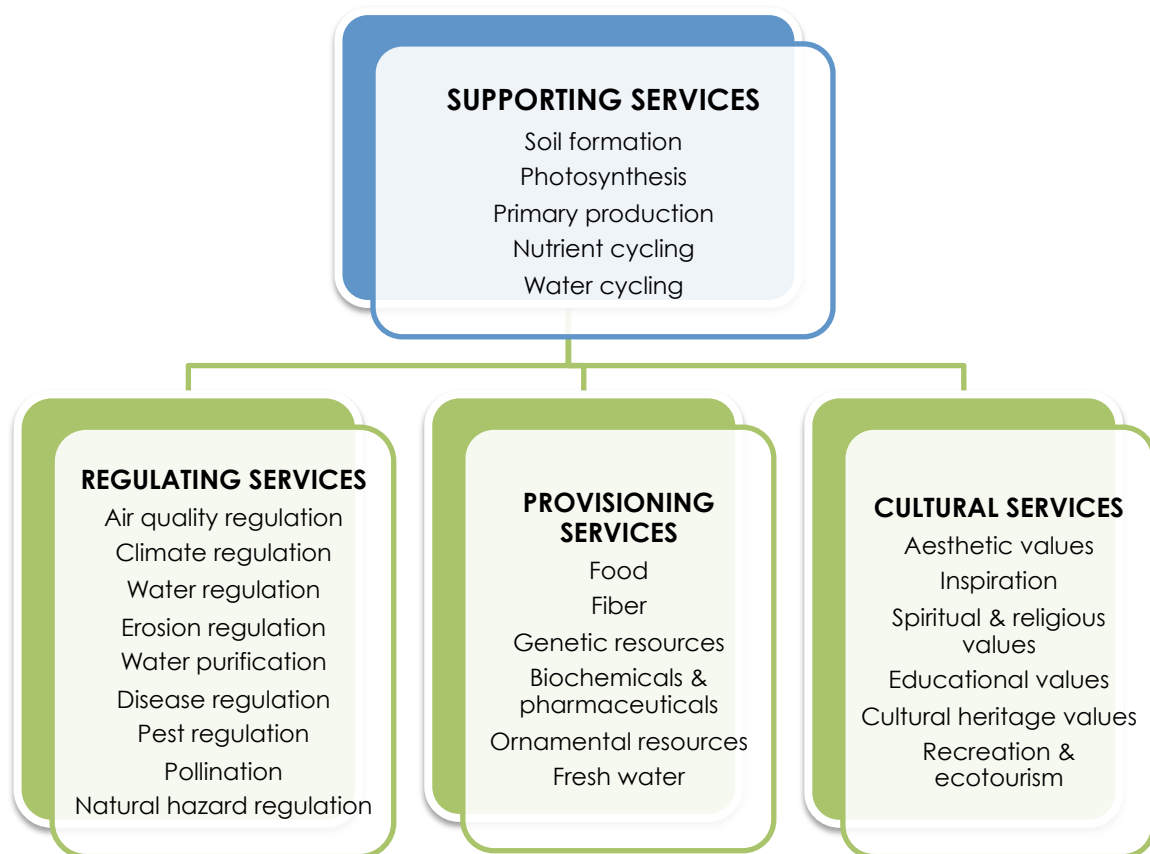 SUPPORTING SERVICES
Soil formation
Photosynthesis
Primary production
Nutrient cycling
Water cycling
REGULATING SERVICES
Air quality regulation
Climate regulation
Water regulation
Erosion regulation
Water purification
Disease regulation
Pest regulation
Pollination
Natural hazard regulation
PROVISIONING
SERVICES
Food
Fiber
Genetic resources
Biochemicals &
pharmaceuticals
Ornamental resources
Fresh water
CULTURAL SERVICES
Aesthetic values
Inspiration
Spiritual & religious
values
Educational values
Cultural heritage values
Recreation &
ecotourism